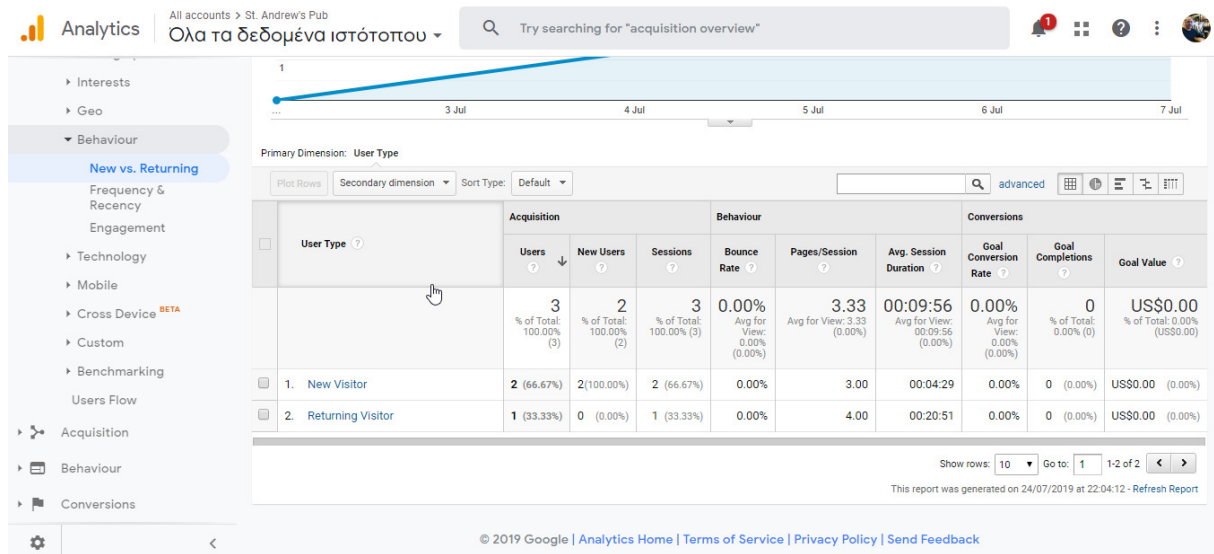 Analytics
All accounts > St. Andrew's Pub
Όλα τα δεδομένα ιστότοπου
Try searching for "acquisition overview"
1
Interests
Geo
Behaviour
New vs. Returning
Frequency &
Recency
Engagement
Technology
Mobile
Cross Device BETA
Custom
Benchmarking
Users Flow
Acquisition
Behaviour
Conversions
1
...
3 Jul
4 Jul
5 Jul
6 Jul
7 Jul
Primary Dimension: User Type
Plot Rows
Secondary dimension
Sort Type: Default
advanced
User Type ?
Acquisition
Behaviour
Conversions
Users ?
New Users ?
Sessions ?
Bounce Rate ?
Pages/Session ?
Avg. Session Duration ?
Goal Conversion Rate ?
Goal Completions ?
Goal Value ?
3 % of Total: 100.00% (3)
2 % of Total: 100.00% (2)
3 % of Total: 100.00% (3)
0.00% Avg for View: 0.00% (0.00%)
3.33 Avg for View: 3.33 (0.00%)
00:09:56 Avg for View: 00:09:56 (0.00%)
0.00% Avg for View: 0.00% (0.00%)
0 % of Total: 0.00% (0)
US$0.00 % of Total: 0.00% (US$0.00)
1. New Visitor 2 (66.67%) 2(100.00%) 2 (66.67%) 0.00% 3.00 00:04:29 0.00% 0 (0.00%) US$0.00 (0.00%)
2. Returning Visitor 1 (33.33%) 0 (0.00%) 1 (33.33%) 0.00% 4.00 00:20:51 0.00% 0 (0.00%) US$0.00 (0.00%)
Show rows: 10 Go to: 1 1-2 of 2
This report was generated on 24/07/2019 at 22:04:12 - Refresh Report
© 2019 Google | Analytics Home | Terms of Service | Privacy Policy | Send Feedback